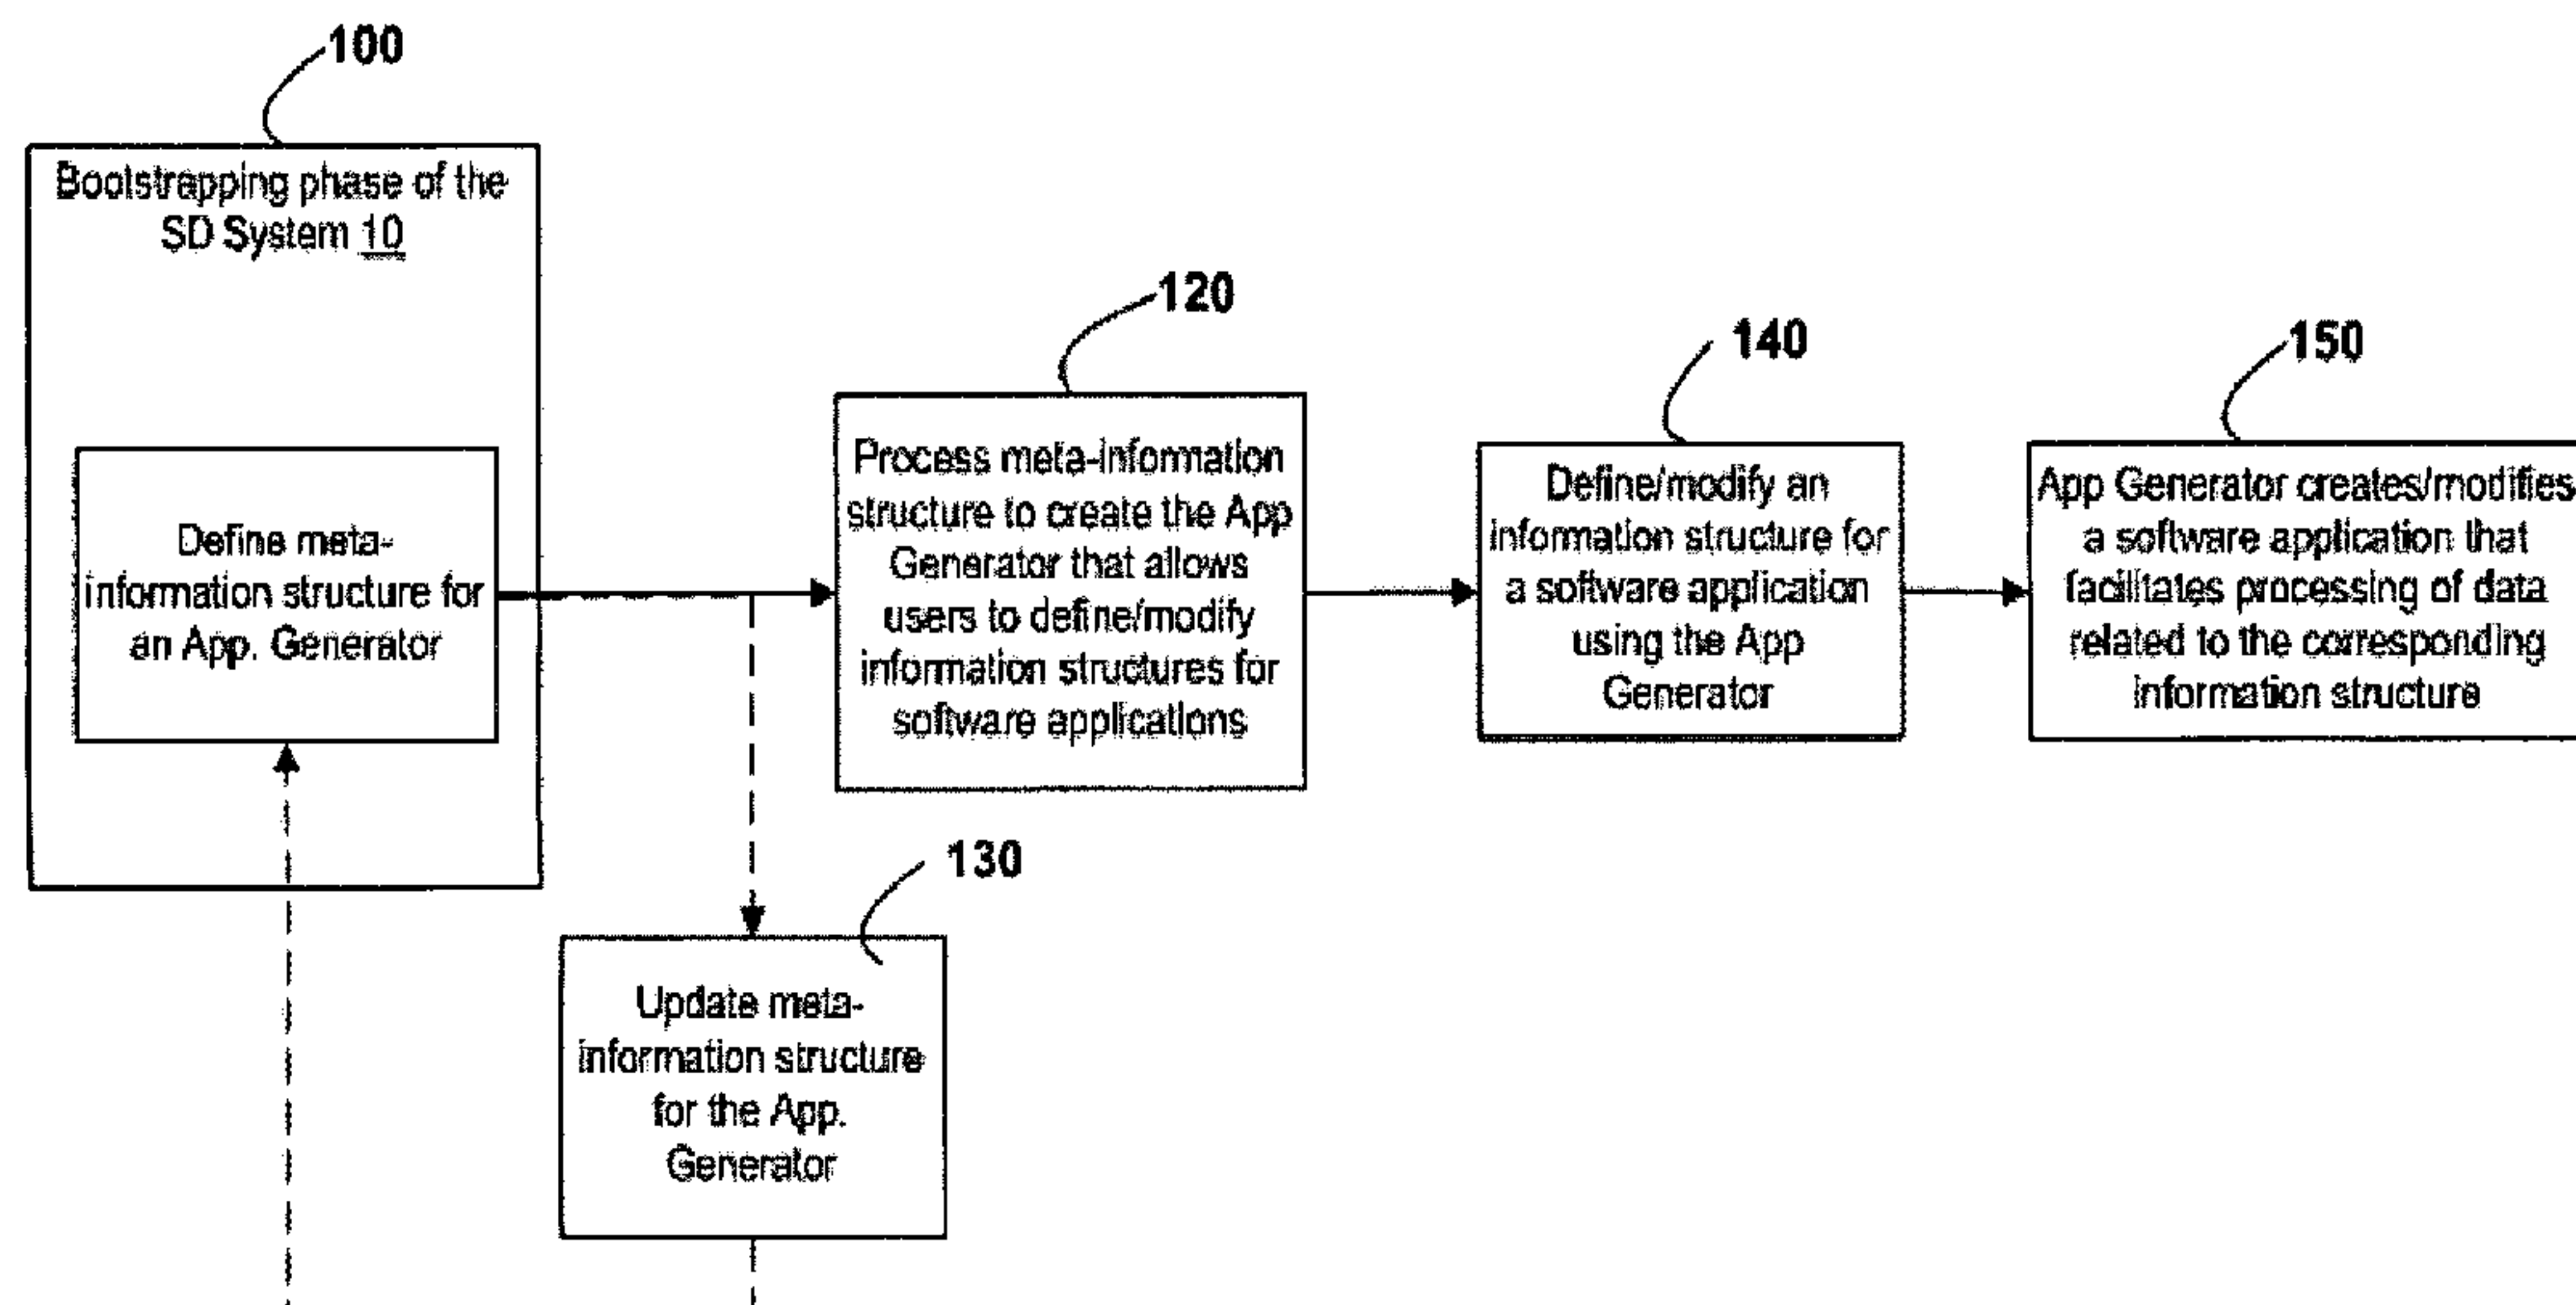 100
Bootstrapping phase of the
SD System 10
Define meta-
information structure for
an App. Generator
120
Process meta-information
structure to create the App
Generator that allows
users to define/modify
information structures for
software applications
140
Define/modify an
information structure for
a software application
using the App
Generator
150
App Generator creates/modifies
a software application that
facilitates processing of data
related to the corresponding
information structure
130
Update meta-
information structure
for the App.
Generator